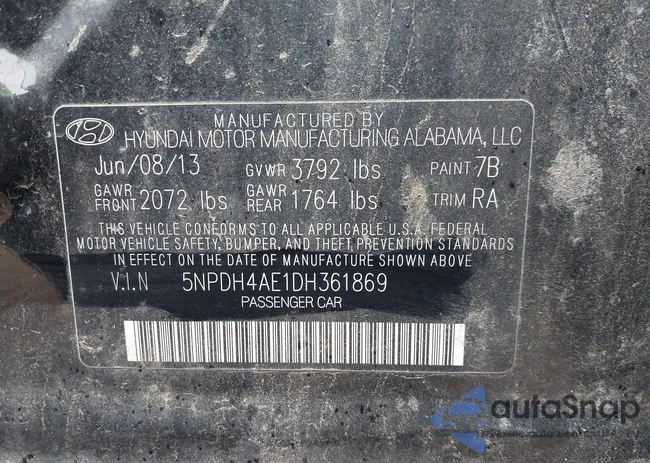 MANUFACTURED BY
HYUNDAI MOTOR MANUFACTURING ALABAMA, LLC
Jun/08/13 GVWR 3792 lbs PAINT 7B
GAWR FRONT 2072 lbs GAWR REAR 1764 lbs TRIM RA
THIS VEHICLE CONFORMS TO ALL APPLICABLE U.S.A. FEDERAL
MOTOR VEHICLE SAFETY, BUMPER, AND THEFT PREVENTION STANDARDS
IN EFFECT ON THE DATE OF MANUFACTURE SHOWN ABOVE
V.I.N 5NPDH4AE1DH361869
PASSENGER CAR
autaSnap